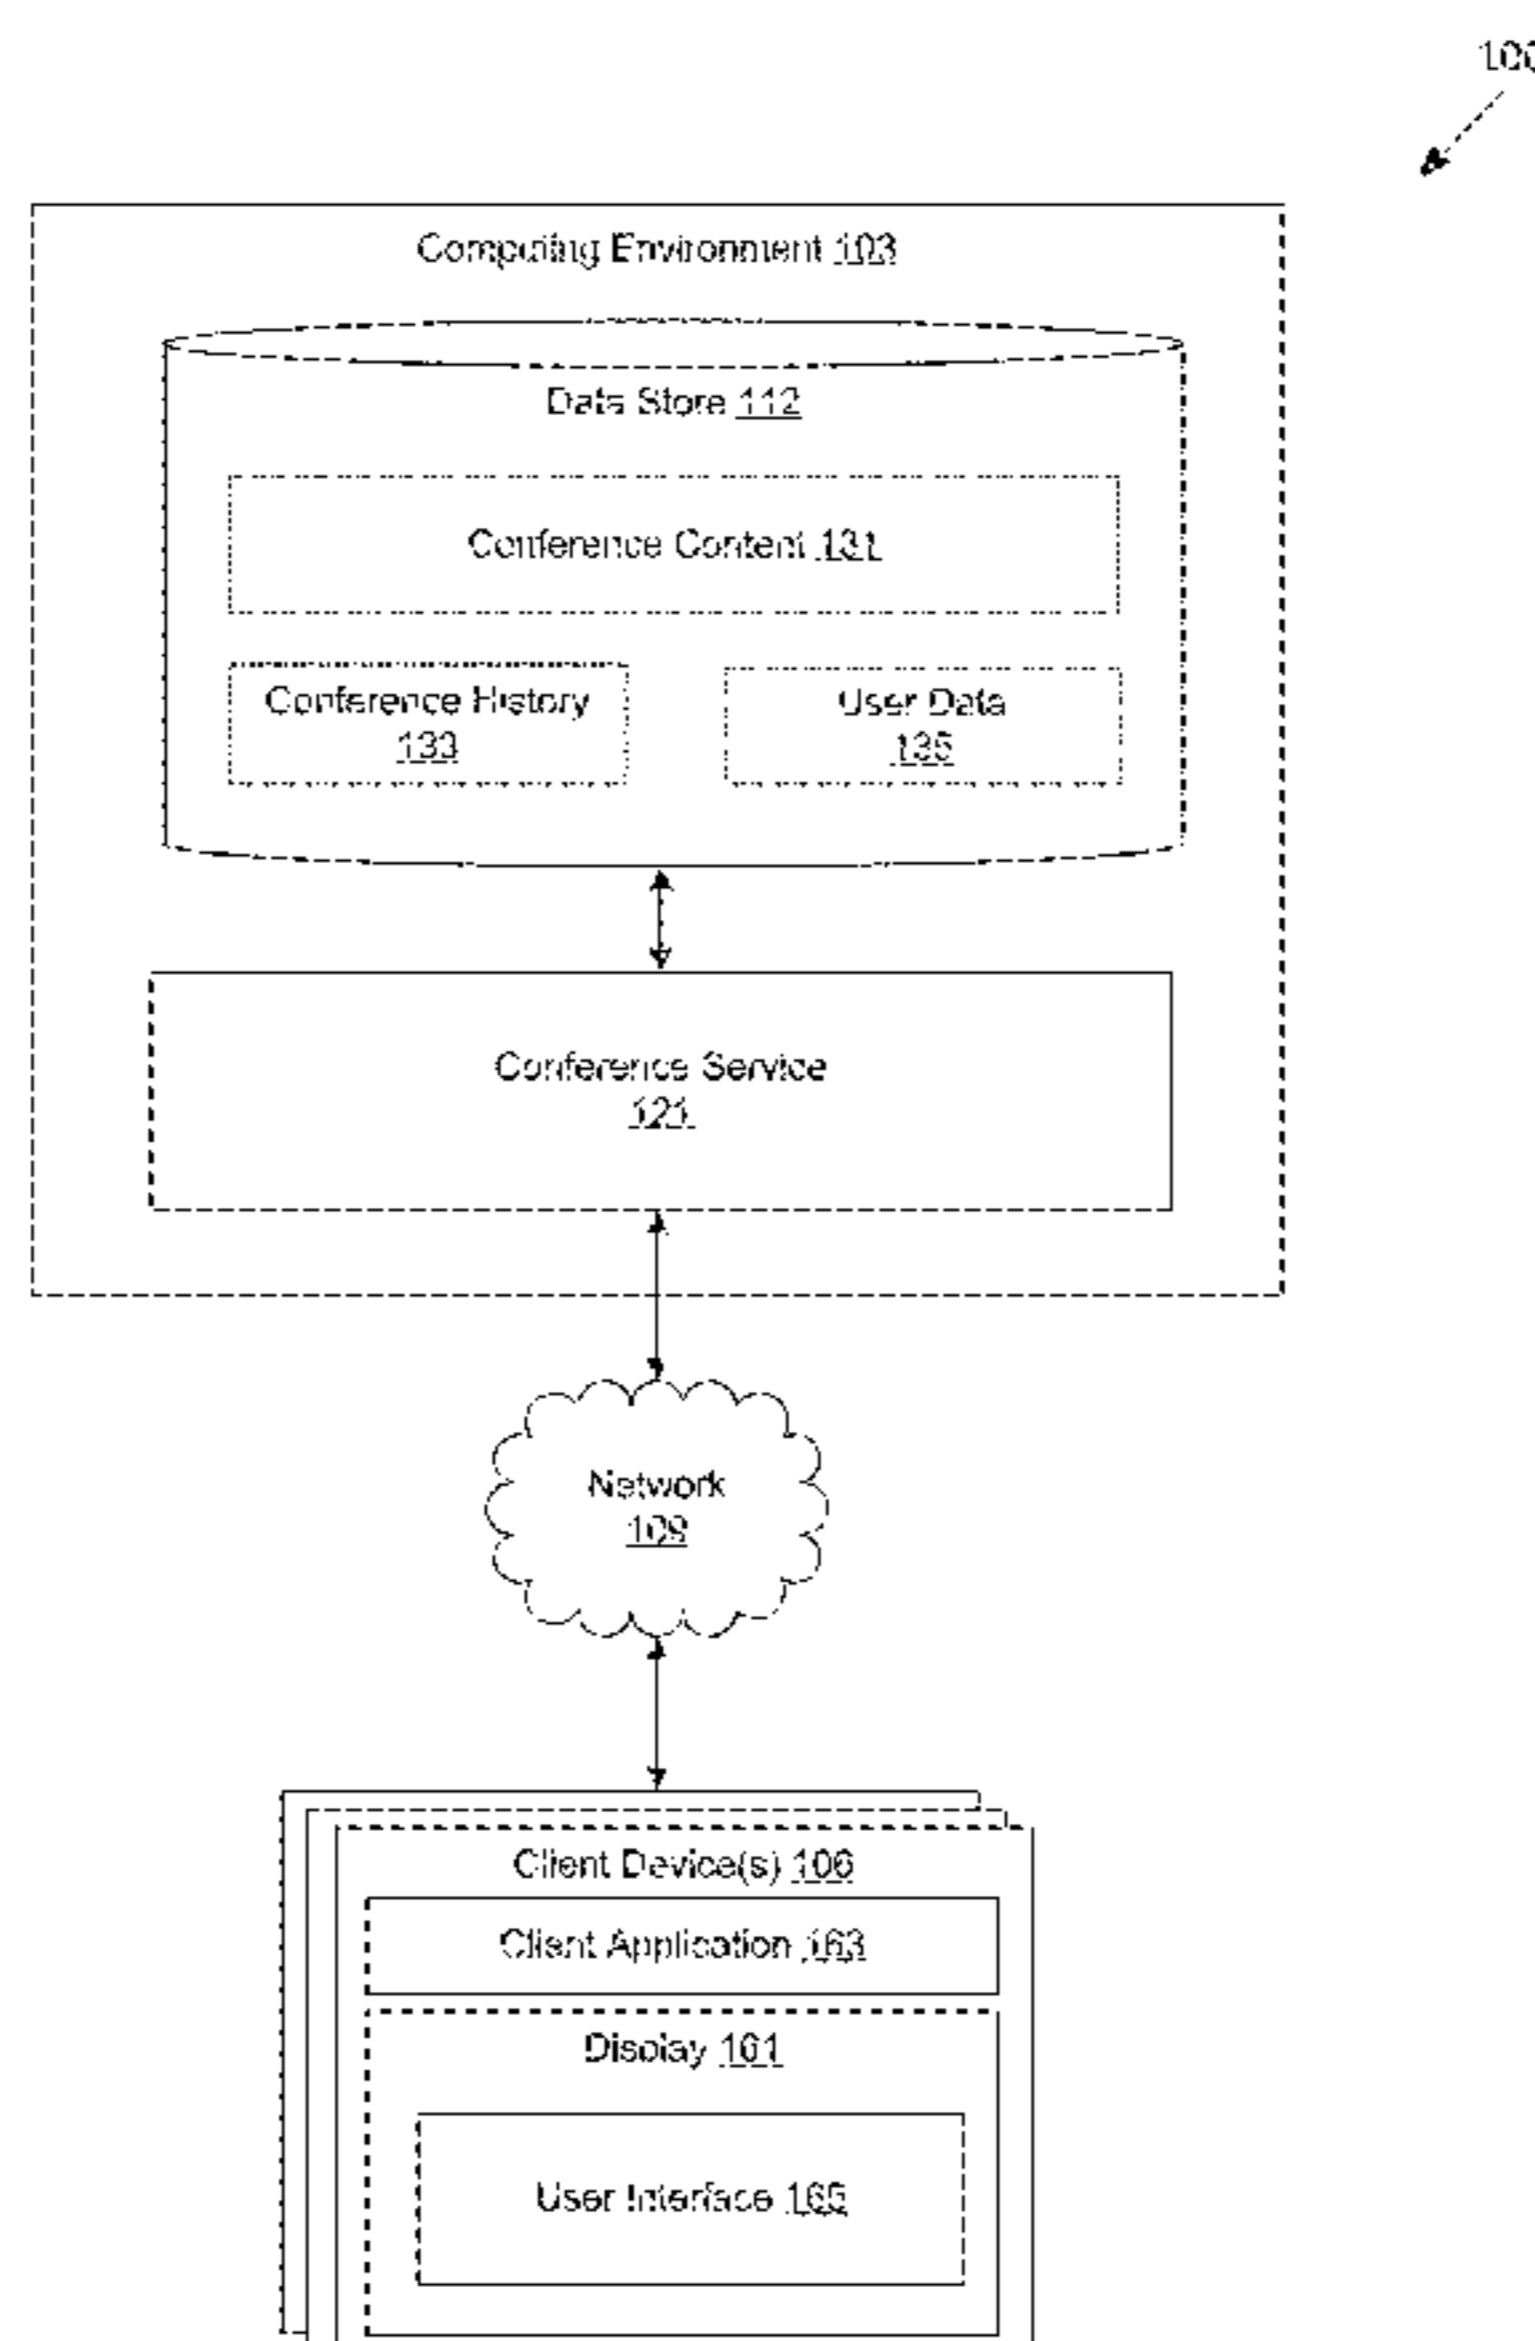 100
Computing Environment 103
Data Store 112
Conference Content 131
Conference History
133
User Data
135
Conference Service
121
Network
109
Client Device(s) 106
Client Application 163
Display 161
User Interface 165